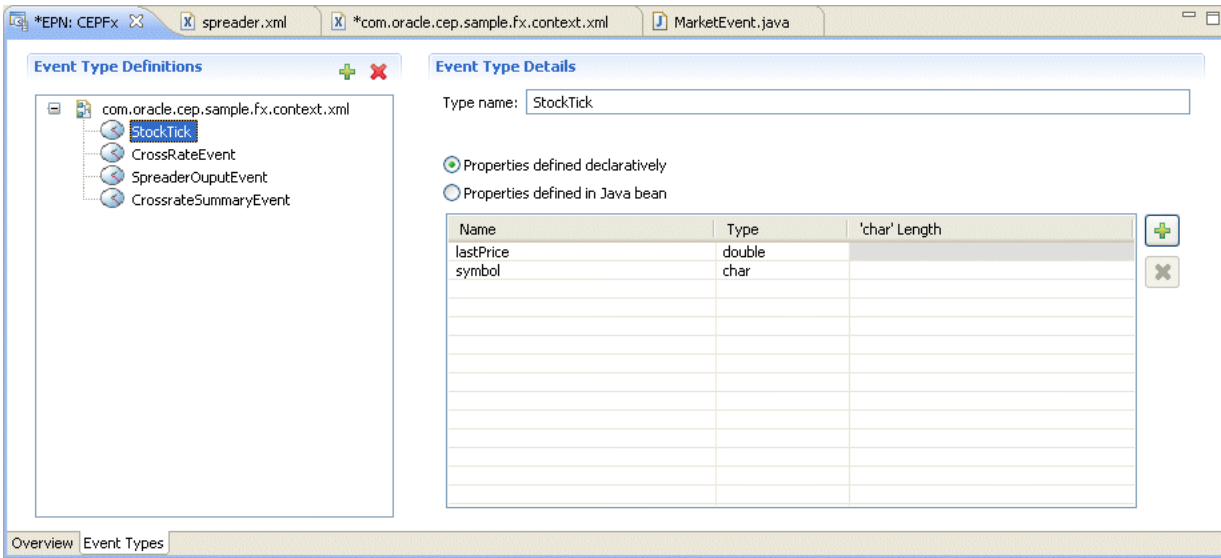 *EPN: CEPFx spreader.xml *com.oracle.cep.sample.fx.context.xml MarketEvent.java
Event Type Definitions
com.oracle.cep.sample.fx.context.xml
StockTick
CrossRateEvent
SpreaderOuputEvent
CrossrateSummaryEvent
Event Type Details
Type name: StockTick
Properties defined declaratively
Properties defined in Java bean
Name Type 'char' Length
lastPrice double
symbol char
Overview Event Types